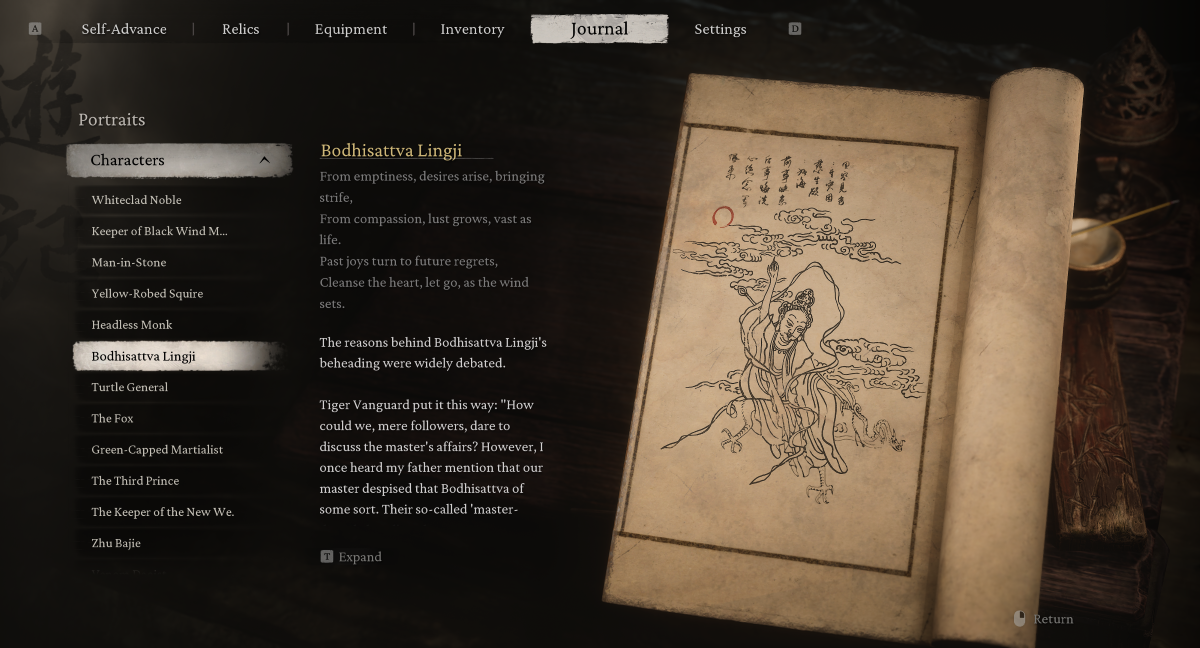 A
Self-Advance
Relics
Equipment
Inventory
Journal
Settings
D
Portraits
Characters
Whiteclad Noble
Keeper of Black Wind M...
Man-in-Stone
Yellow-Robed Squire
Headless Monk
Bodhisattva Lingji
Turtle General
The Fox
Green-Capped Martialist
The Third Prince
The Keeper of the New We.
Zhu Bajie
Bodhisattva Lingji
From emptiness, desires arise, bringing
strife,
From compassion, lust grows, vast as
life.
Past joys turn to future regrets,
Cleanse the heart, let go, as the wind
sets.
The reasons behind Bodhisattva Lingji's
beheading were widely debated.
Tiger Vanguard put it this way: "How
could we, mere followers, dare to
discuss the master's affairs? However, I
once heard my father mention that our
master despised that Bodhisattva of
some sort. Their so-called 'master-
T Expand
Return